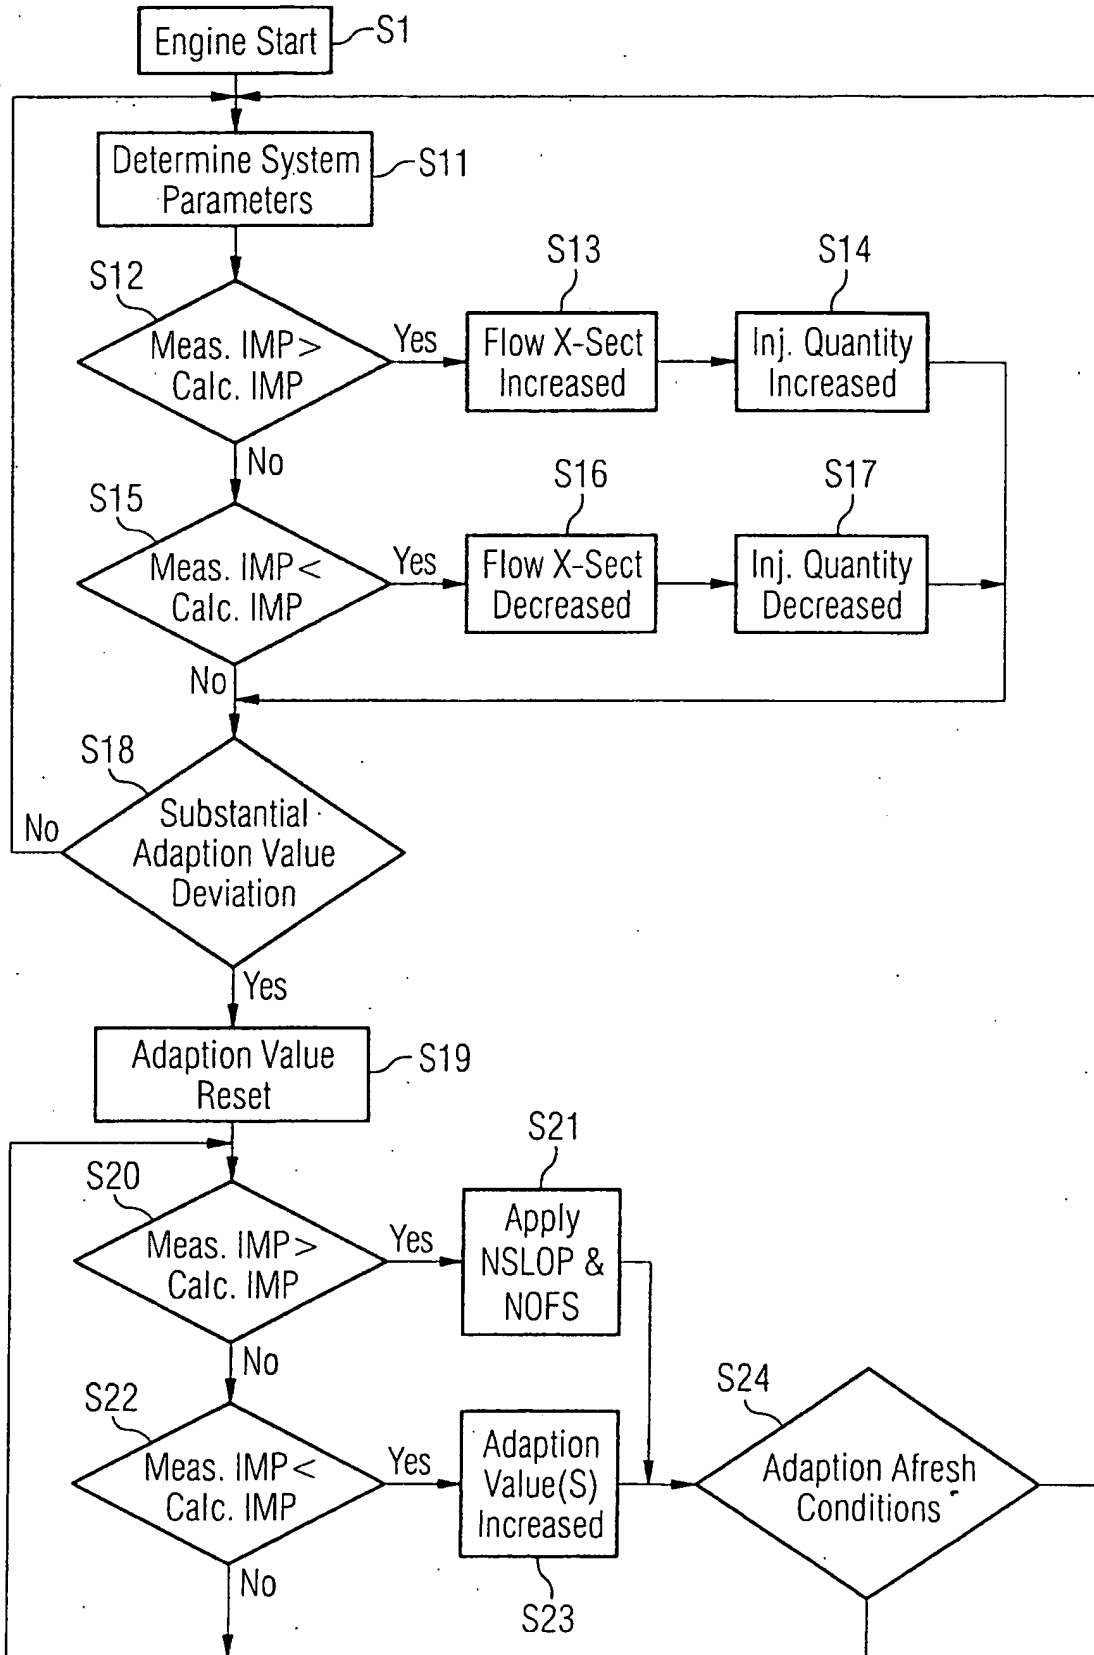 Engine Start
S1
Determine System
Parameters
S11
S12
Meas. IMP>
Calc. IMP
Yes
S13
Flow X-Sect
Increased
S14
Inj. Quantity
Increased
No
S15
Meas. IMP<
Calc. IMP
Yes
S16
Flow X-Sect
Decreased
S17
Inj. Quantity
Decreased
No
S18
Substantial
Adaption Value
Deviation
No
Yes
Adaption Value
Reset
S19
S20
Meas. IMP>
Calc. IMP
Yes
S21
Apply
NSLOP &
NOFS
No
S22
Meas. IMP<
Calc. IMP
Yes
Adaption
Value(S)
Increased
S23
S24
Adaption Afresh
Conditions
No